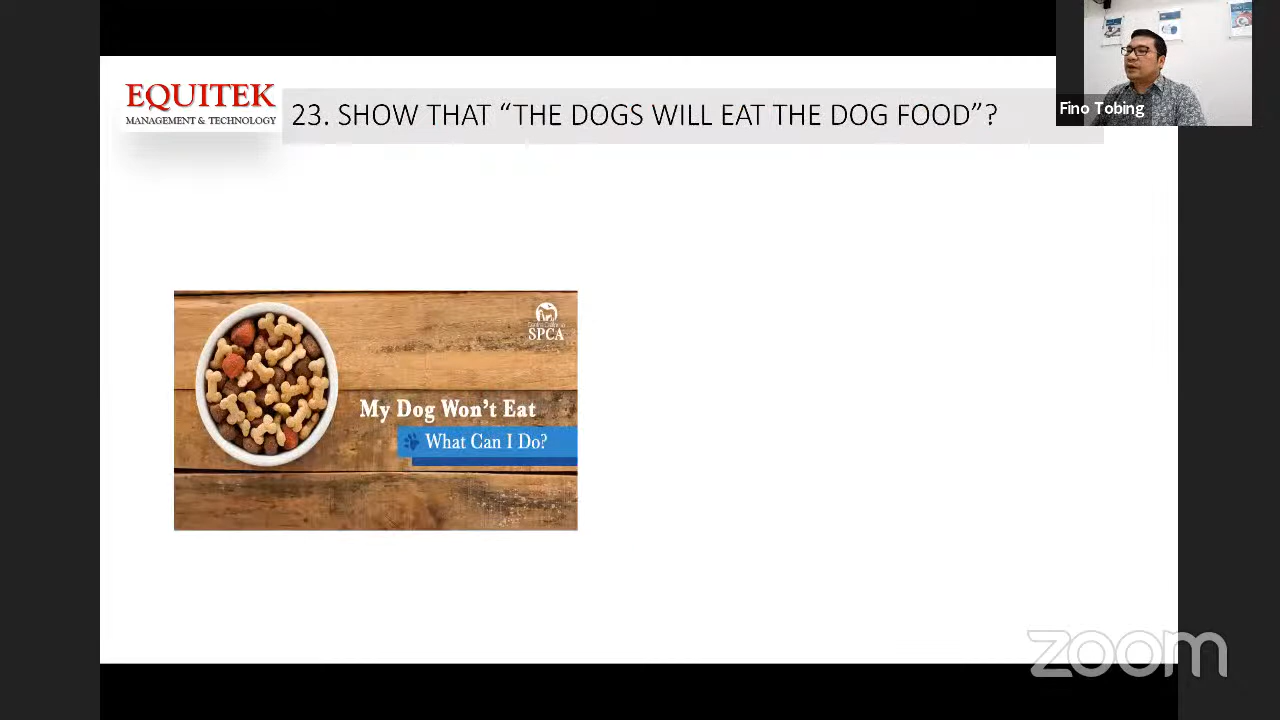 EQUITEK
MANAGEMENT & TECHNOLOGY
23. SHOW THAT “THE DOGS WILL EAT THE DOG FOOD”?
Fino Tobing
SPCA
My Dog Won't Eat
What Can I Do?
zoom